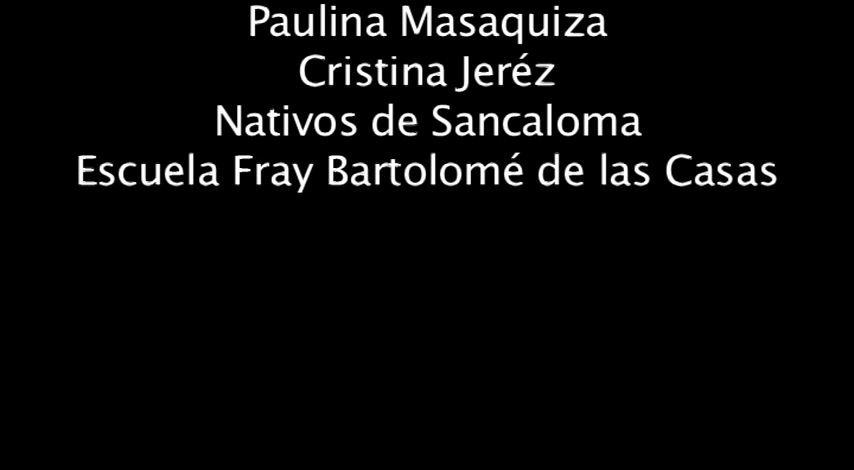 Paulina Masaquiza
Cristina Jeréz
Nativos de Sancaloma
Escuela Fray Bartolomé de las Casas